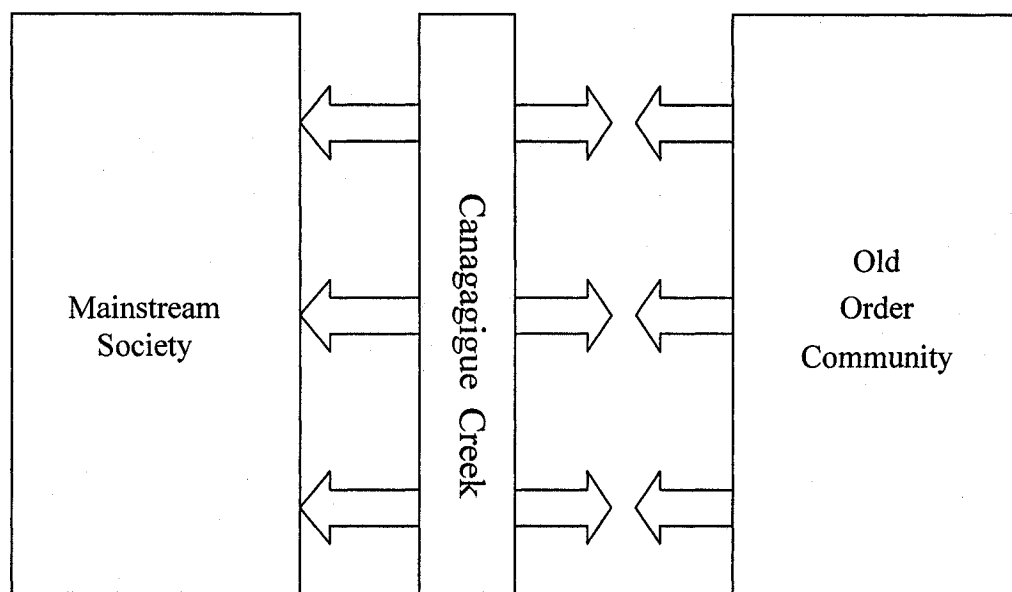 Mainstream
Society
Canagagigue Creek
Old
Order
Community